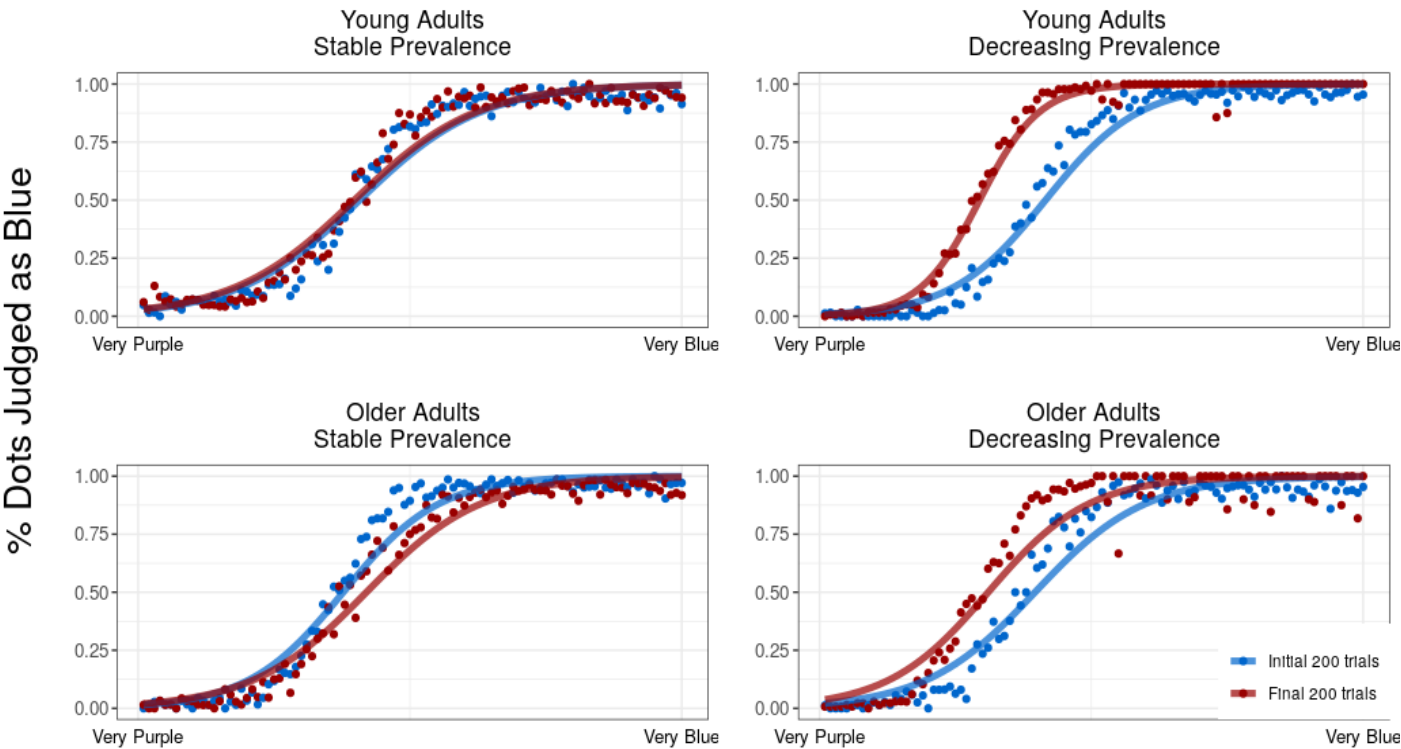 % Dots Judged as Blue
Young Adults
Stable Prevalence
1.00
0.75
0.50
0.25
0.00
Very Purple Very Blue
Young Adults
Decreasing Prevalence
1.00
0.75
0.50
0.25
0.00
Very Purple Very Blue
Older Adults
Stable Prevalence
1.00
0.75
0.50
0.25
0.00
Very Purple Very Blue
Older Adults
Decreasing Prevalence
1.00
0.75
0.50
0.25
0.00
Very Purple Very Blue
Initial 200 trials
Final 200 trials